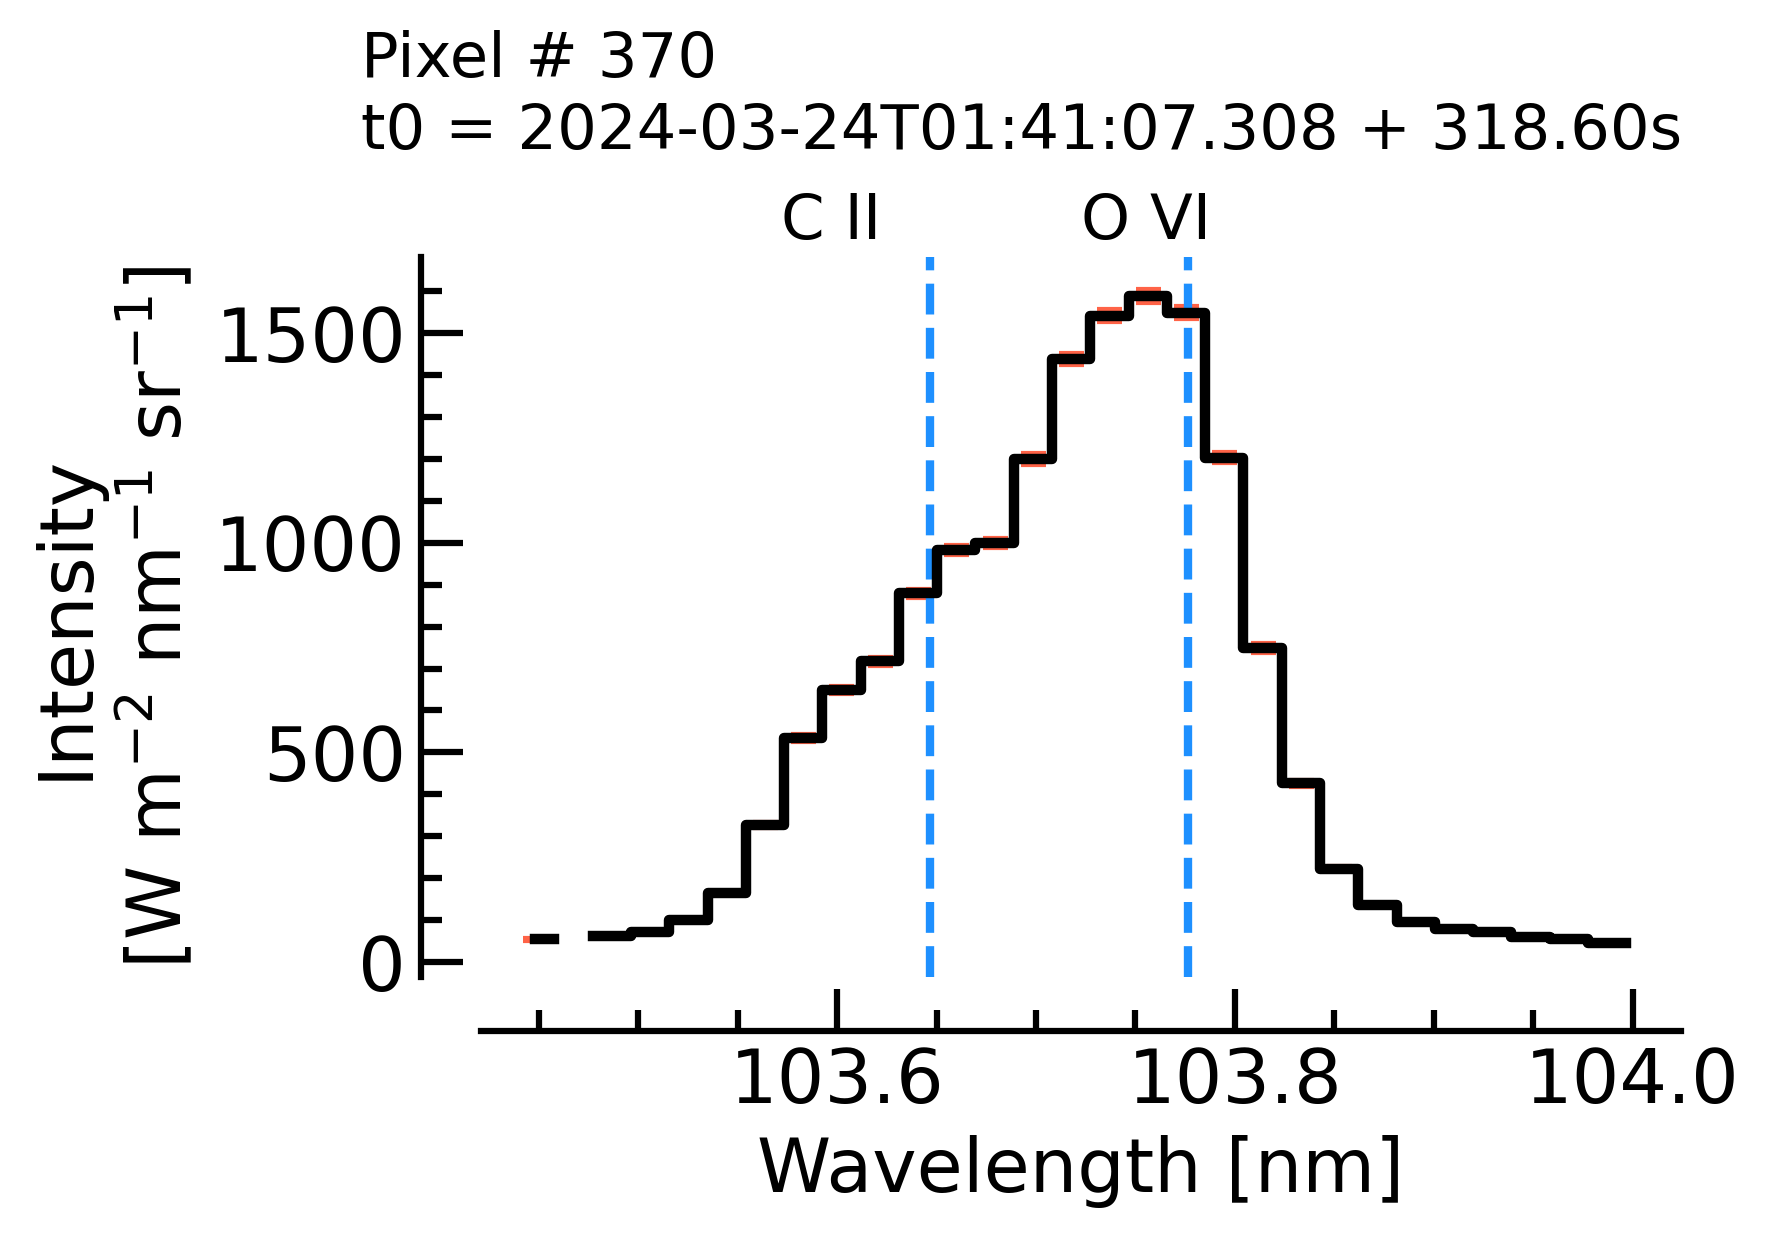 Pixel # 370
t0 = 2024-03-24T01:41:07.308 + 318.60s
C II
O VI
Intensity
[W m⁻² nm⁻¹ sr⁻¹]
1500
1000
500
0
103.6
103.8
104.0
Wavelength [nm]